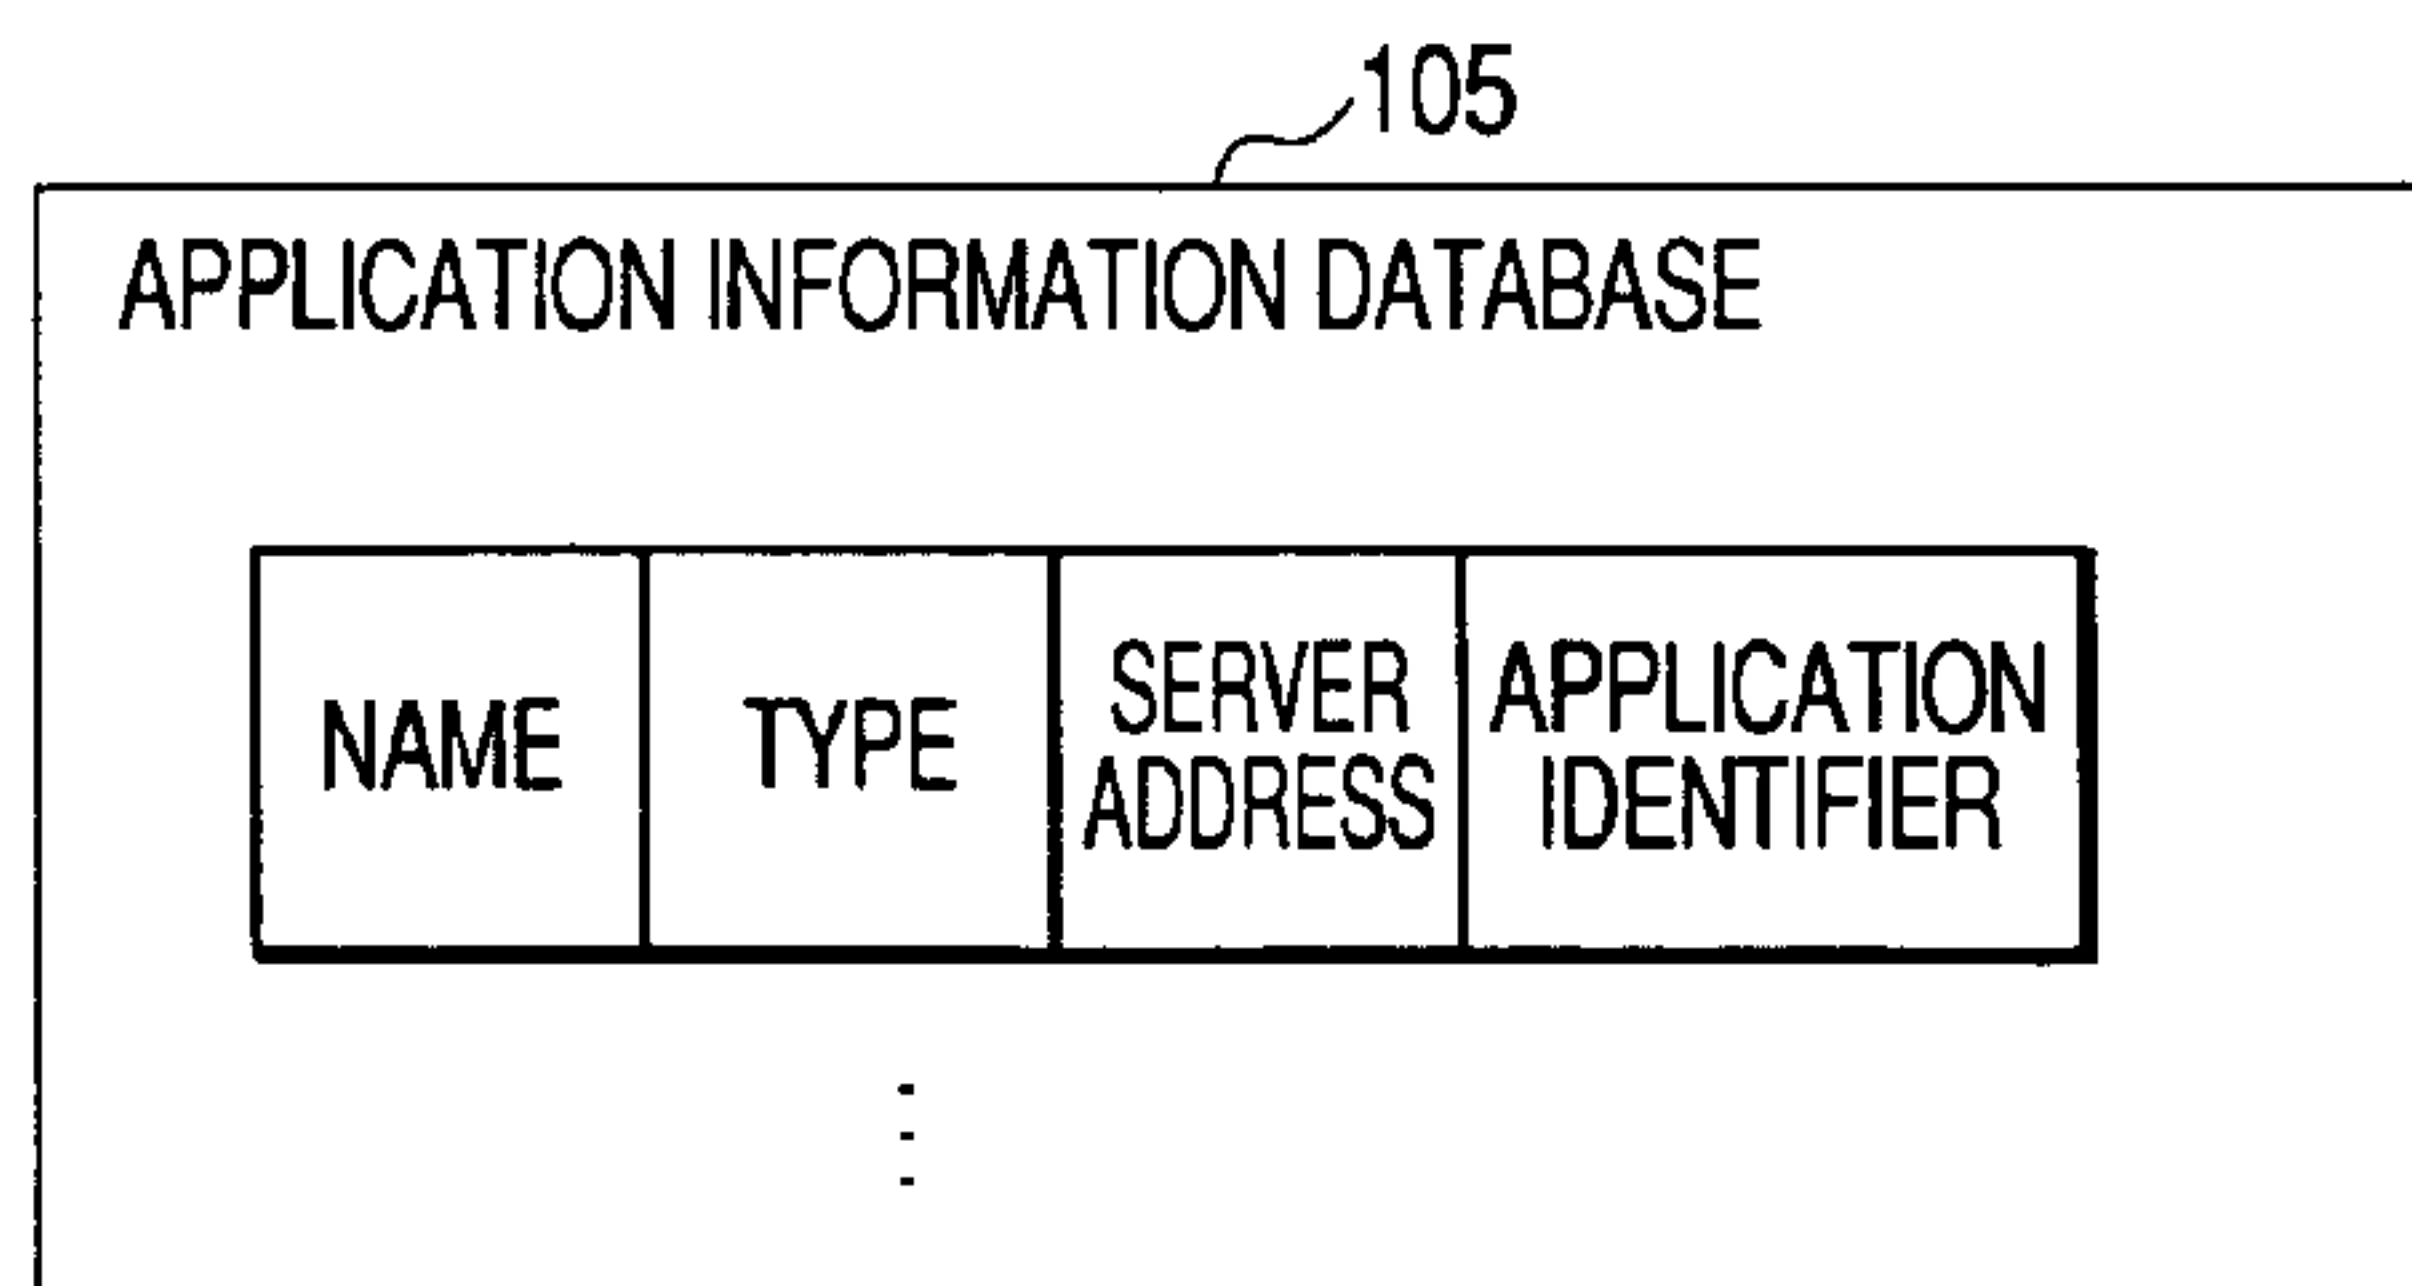 105
APPLICATION INFORMATION DATABASE
NAME
TYPE
SERVER
ADDRESS
APPLICATION
IDENTIFIER